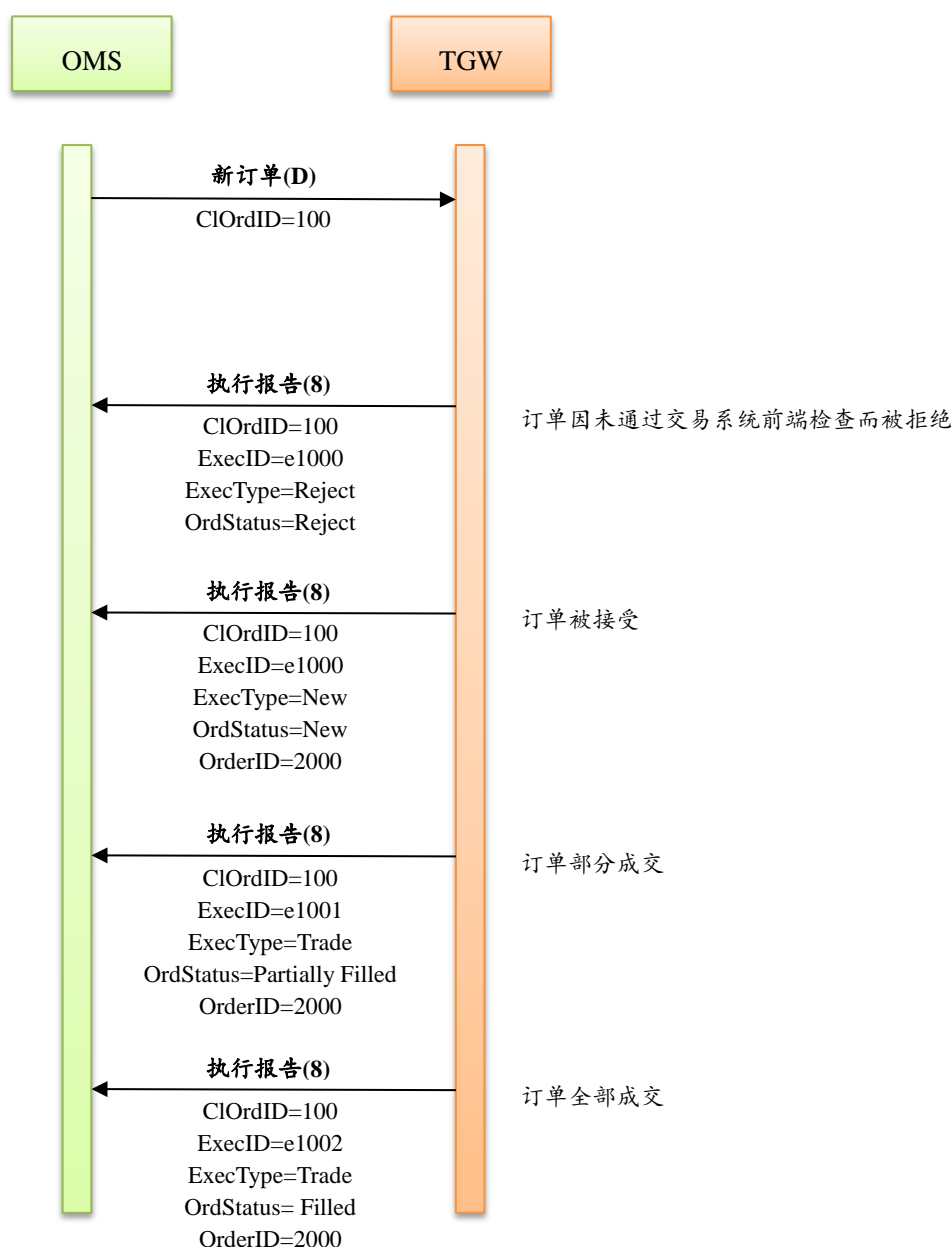 OMS
TGW
新订单(D)
ClOrdID=100
执行报告(8)
订单因未通过交易系统前端检查而被拒绝
ClOrdID=100
ExecID=e1000
ExecType=Reject
OrdStatus=Reject
执行报告(8)
订单被接受
ClOrdID=100
ExecID=e1000
ExecType=New
OrdStatus=New
OrderID=2000
执行报告(8)
订单部分成交
ClOrdID=100
ExecID=e1001
ExecType=Trade
OrdStatus=Partially Filled
OrderID=2000
执行报告(8)
订单全部成交
ClOrdID=100
ExecID=e1002
ExecType=Trade
OrdStatus= Filled
OrderID=2000